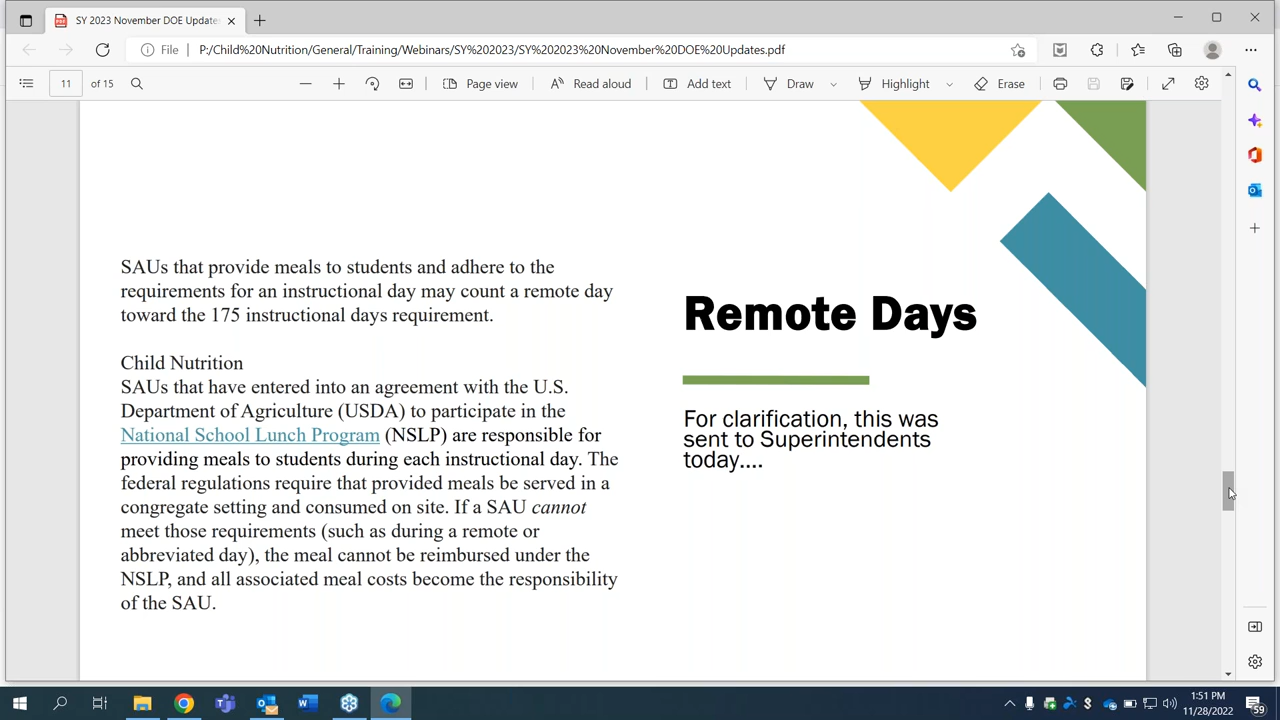 SY 2023 November DOE Update
File
P:/Child%20Nutrition/General/Training/Webinars/SY%202023/SY%202023%20November%20DOE%20Updates.pdf
11 of 15
Page view
Read aloud
Add text
Draw
Highlight
Erase
SAUs that provide meals to students and adhere to the
requirements for an instructional day may count a remote day
toward the 175 instructional days requirement.
Child Nutrition
SAUs that have entered into an agreement with the U.S.
Department of Agriculture (USDA) to participate in the
National School Lunch Program (NSLP) are responsible for
providing meals to students during each instructional day. The
federal regulations require that provided meals be served in a
congregate setting and consumed on site. If a SAU cannot
meet those requirements (such as during a remote or
abbreviated day), the meal cannot be reimbursed under the
NSLP, and all associated meal costs become the responsibility
of the SAU.
Remote Days
For clarification, this was
sent to Superintendents
today....
1:51 PM
11/28/2022
59